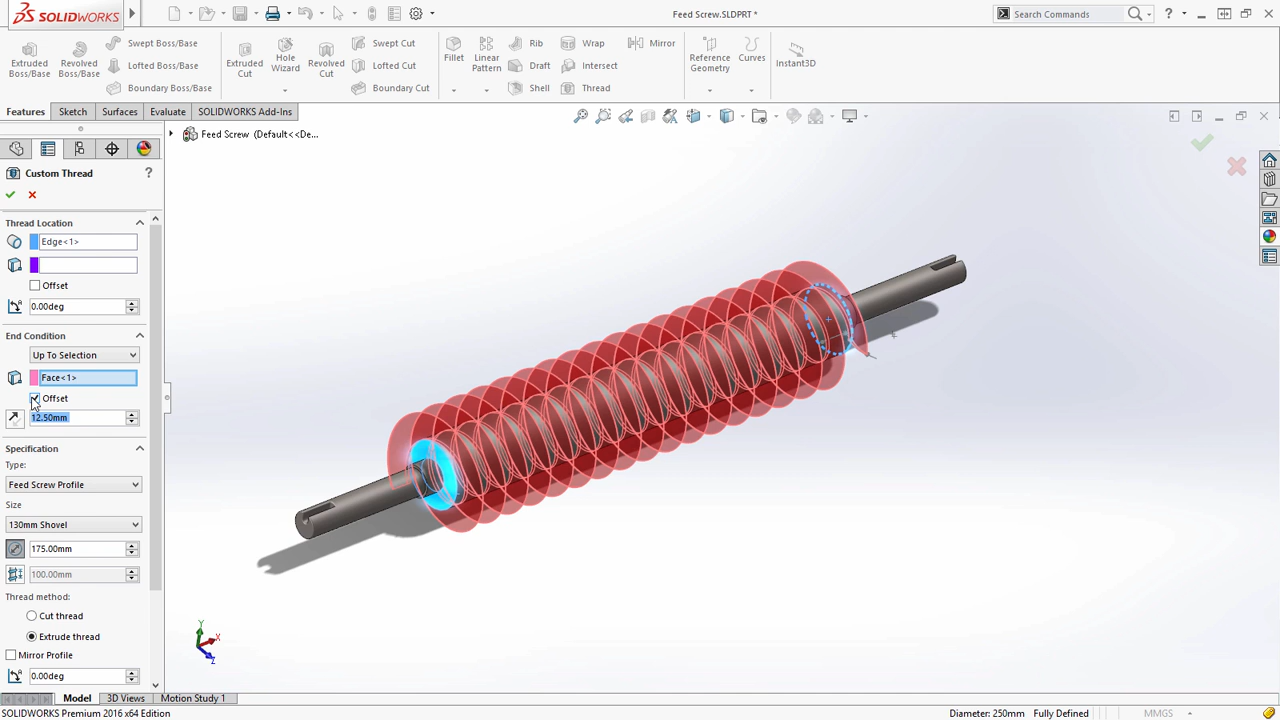 SOLIDWORKS
Feed Screw.SLDPRT *
Search Commands
Extruded Boss/Base
Revolved Boss/Base
Swept Boss/Base
Lofted Boss/Base
Boundary Boss/Base
Extruded Cut
Hole Wizard
Revolved Cut
Swept Cut
Lofted Cut
Boundary Cut
Fillet
Linear Pattern
Rib
Draft
Shell
Wrap
Intersect
Thread
Mirror
Reference Geometry
Curves
Instant3D
Features
Sketch
Surfaces
Evaluate
SOLIDWORKS Add-Ins
Feed Screw (Default<<De...
Custom Thread
?
Thread Location
Edge<1>
Offset
0.00deg
End Condition
Up To Selection
Face<1>
Offset
12.50mm
Specification
Type:
Feed Screw Profile
Size
130mm Shovel
175.00mm
100.00mm
Thread method:
Cut thread
Extrude thread
Mirror Profile
0.00deg
Y
X
Z
Model
3D Views
Motion Study 1
SOLIDWORKS Premium 2016 x64 Edition
Diameter: 250mm
Fully Defined
MMGS